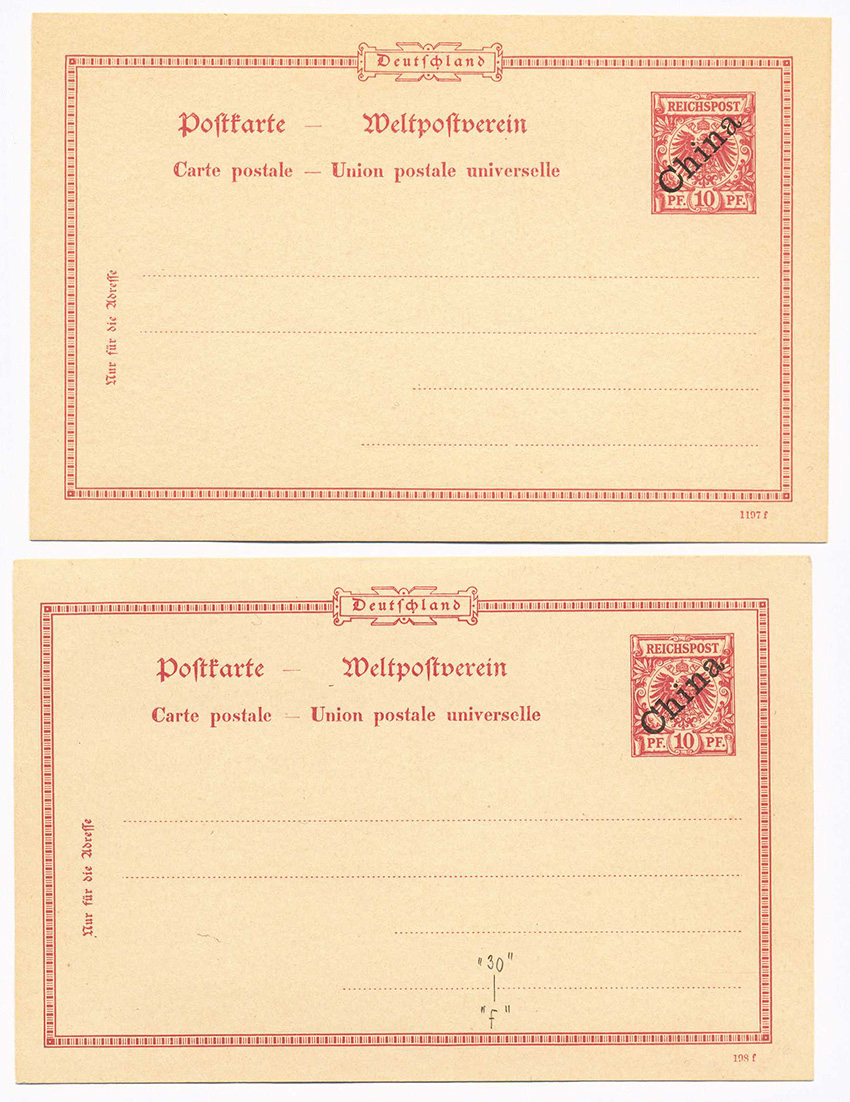 Deutschland
Postkarte — Weltpostverein
Carte postale — Union postale universelle
REICHSPOST
China
PF. 10 PF.
Nur für die Adresse
1197 f
Deutschland
Postkarte — Weltpostverein
Carte postale — Union postale universelle
REICHSPOST
China
PF. 10 PF.
Nur für die Adresse
"30"
"f"
198 f